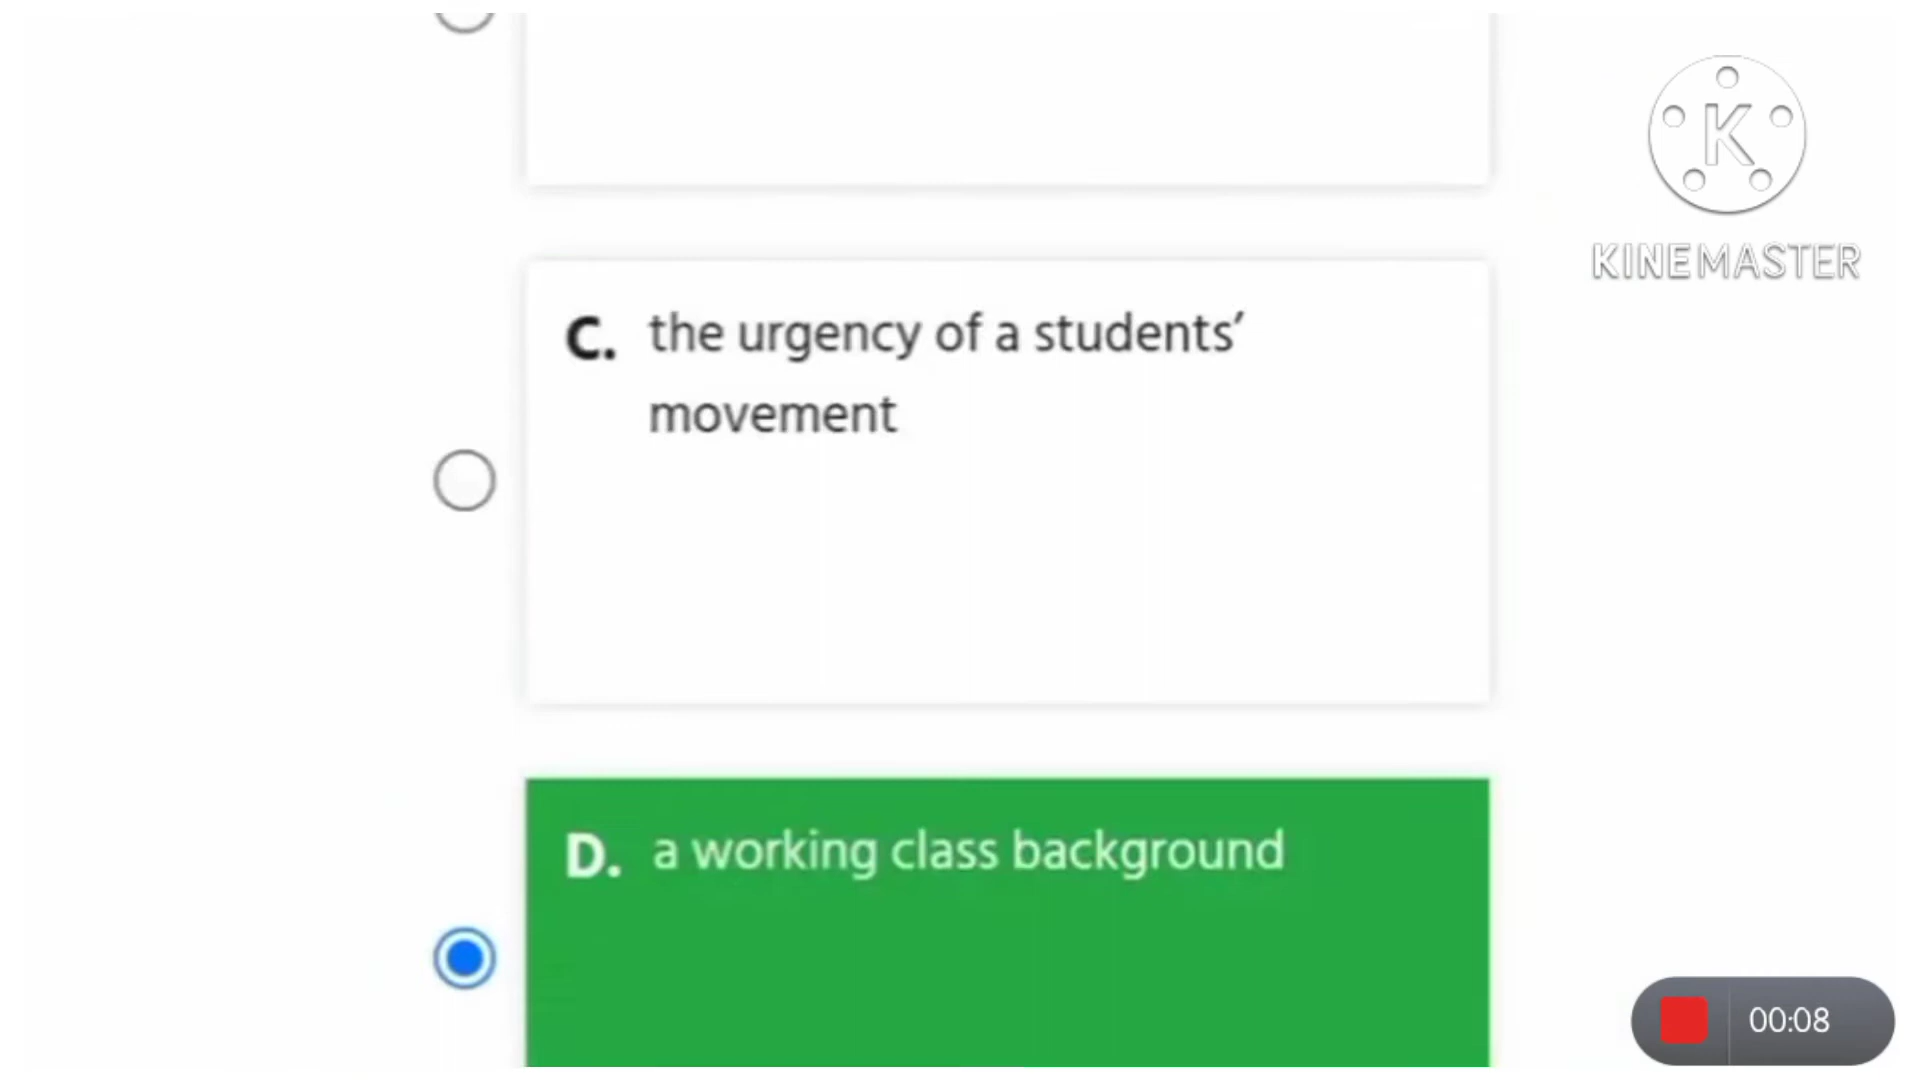 K
KINEMASTER
C. the urgency of a students’
movement
D. a working class background
00:08